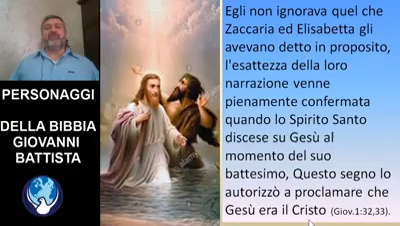 PERSONAGGI
DELLA BIBBIA
GIOVANNI
BATTISTA
Egli non ignorava quel che
Zaccaria ed Elisabetta gli
avevano detto in proposito,
l'esattezza della loro
narrazione venne
pienamente confermata
quando lo Spirito Santo
discese su Gesù al
momento del suo
battesimo, Questo segno lo
autorizzò a proclamare che
Gesù era il Cristo (Giov.1:32,33).